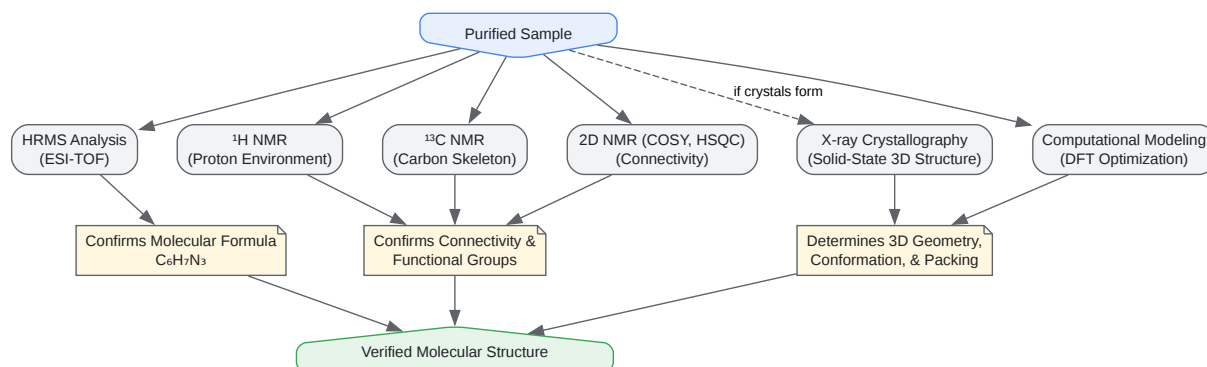 Purified Sample
if crystals form
HRMS Analysis
(ESI-TOF)
¹H NMR
(Proton Environment)
¹³C NMR
(Carbon Skeleton)
2D NMR (COSY, HSQC)
(Connectivity)
X-ray Crystallography
(Solid-State 3D Structure)
Computational Modeling
(DFT Optimization)
Confirms Molecular Formula
C₆H₇N₃
Confirms Connectivity &
Functional Groups
Determines 3D Geometry,
Conformation, & Packing
Verified Molecular Structure